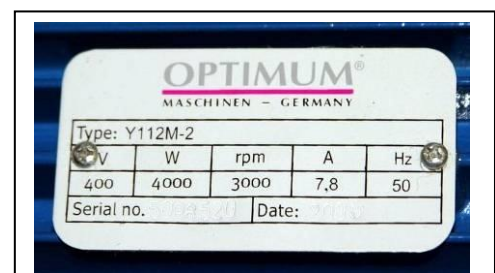 OPTIMUM®
MASCHINEN – GERMANY
Type: Y112M-2
V W rpm A Hz
400 4000 3000 7,8 50
Serial no. Date: